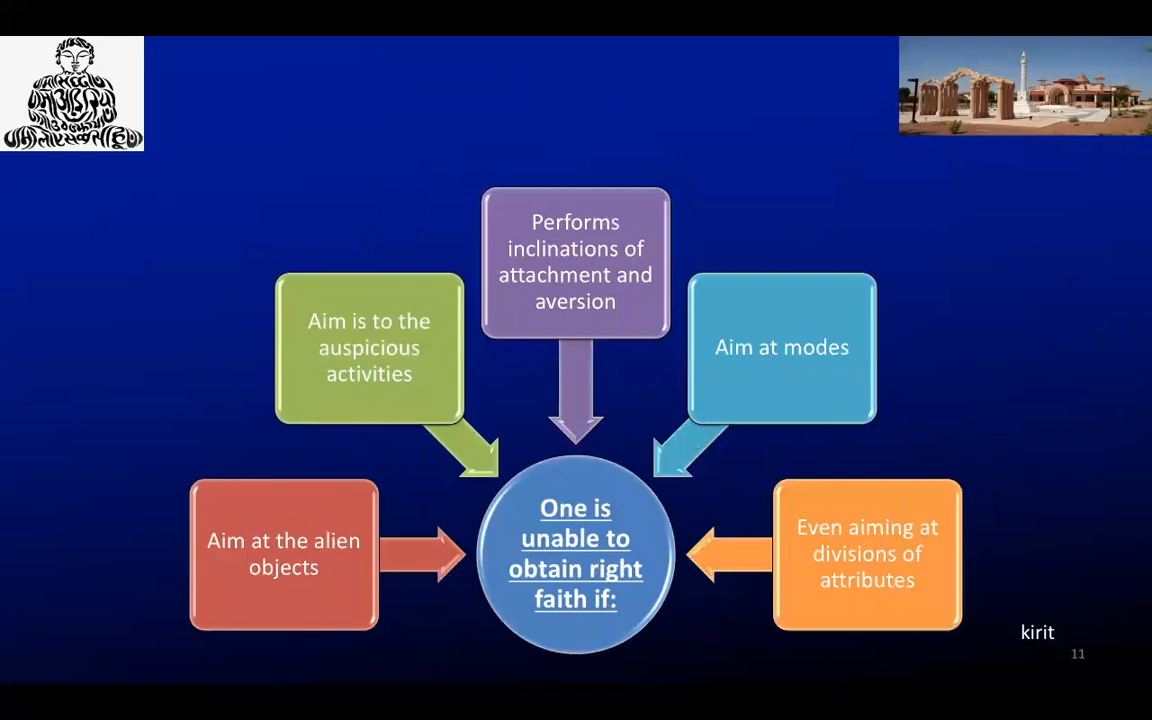 Performs
inclinations of
attachment and
aversion
Aim is to the
auspicious
activities
Aim at modes
Aim at the alien
objects
One is
unable to
obtain right
faith if:
Even aiming at
divisions of
attributes
kirit
11